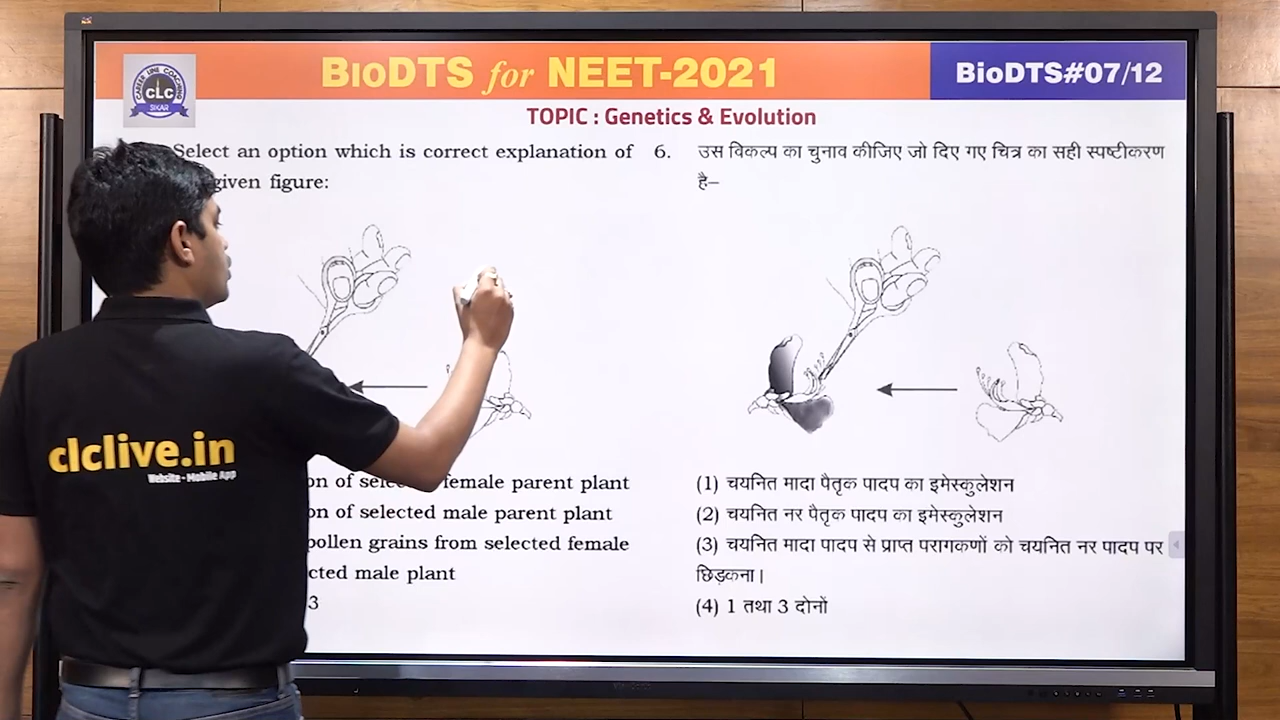 BIODTS for NEET-2021
BioDTS#07/12
CAREER LINE COACHING
CLC
SIKAR
TOPIC : Genetics & Evolution
Select an option which is correct explanation of
given figure:
6. उस विकल्प का चुनाव कीजिए जो दिए गए चित्र का सही स्पष्टीकरण
है–
on of female parent plant
on of selected male parent plant
pollen grains from selected female
cted male plant
3
(1) चयनित मादा पैतृक पादप का इमेस्कुलेशन
(2) चयनित नर पैतृक पादप का इमेस्कुलेशन
(3) चयनित मादा पादप से प्राप्त परागकणों को चयनित नर पादप पर
छिड़कना।
(4) 1 तथा 3 दोनों
clclive.in
Website - Mobile App